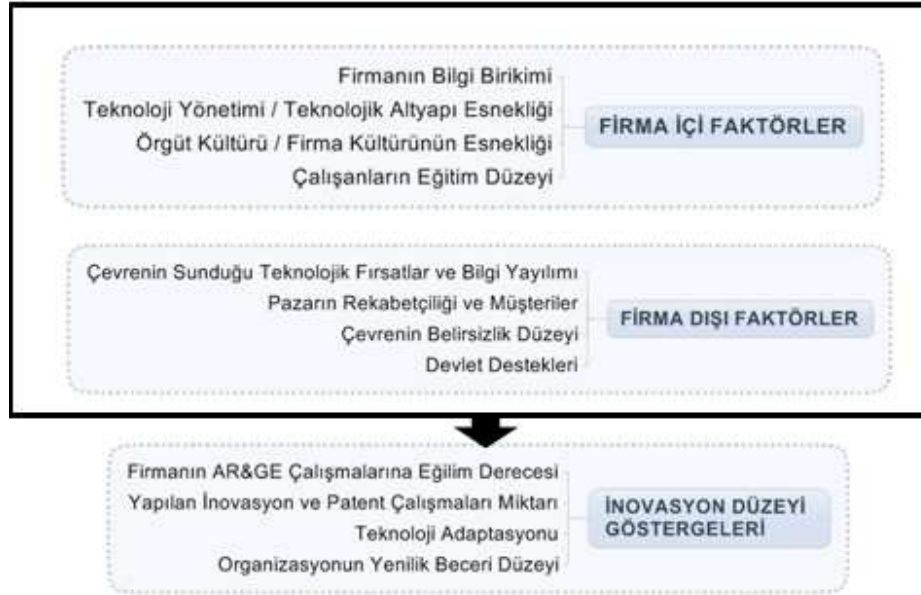 Firmanın Bilgi Birikimi
Teknoloji Yönetimi / Teknolojik Altyapı Esnekliği
Örgüt Kültürü / Firma Kültürünün Esnekliği
Çalışanların Eğitim Düzeyi
FİRMA İÇİ FAKTÖRLER
Çevrenin Sunduğu Teknolojik Fırsatlar ve Bilgi Yayılımı
Pazarın Rekabetçiliği ve Müşteriler
Çevrenin Belirsizlik Düzeyi
Devlet Destekleri
FİRMA DIŞI FAKTÖRLER
Firmanın AR&GE Çalışmalarına Eğilim Derecesi
Yapılan İnovasyon ve Patent Çalışmaları Miktarı
Teknoloji Adaptasyonu
Organizasyonun Yenilik Beceri Düzeyi
İNOVASYON DÜZEYİ
GÖSTERGELERİ